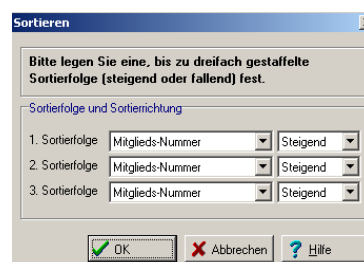 Sortieren
Bitte legen Sie eine, bis zu dreifach gestaffelte
Sortierfolge (steigend oder fallend) fest.
Sortierfolge und Sortierrichtung
1. Sortierfolge Mitglieds-Nummer Steigend
2. Sortierfolge Mitglieds-Nummer Steigend
3. Sortierfolge Mitglieds-Nummer Steigend
OK Abbrechen ? Hilfe